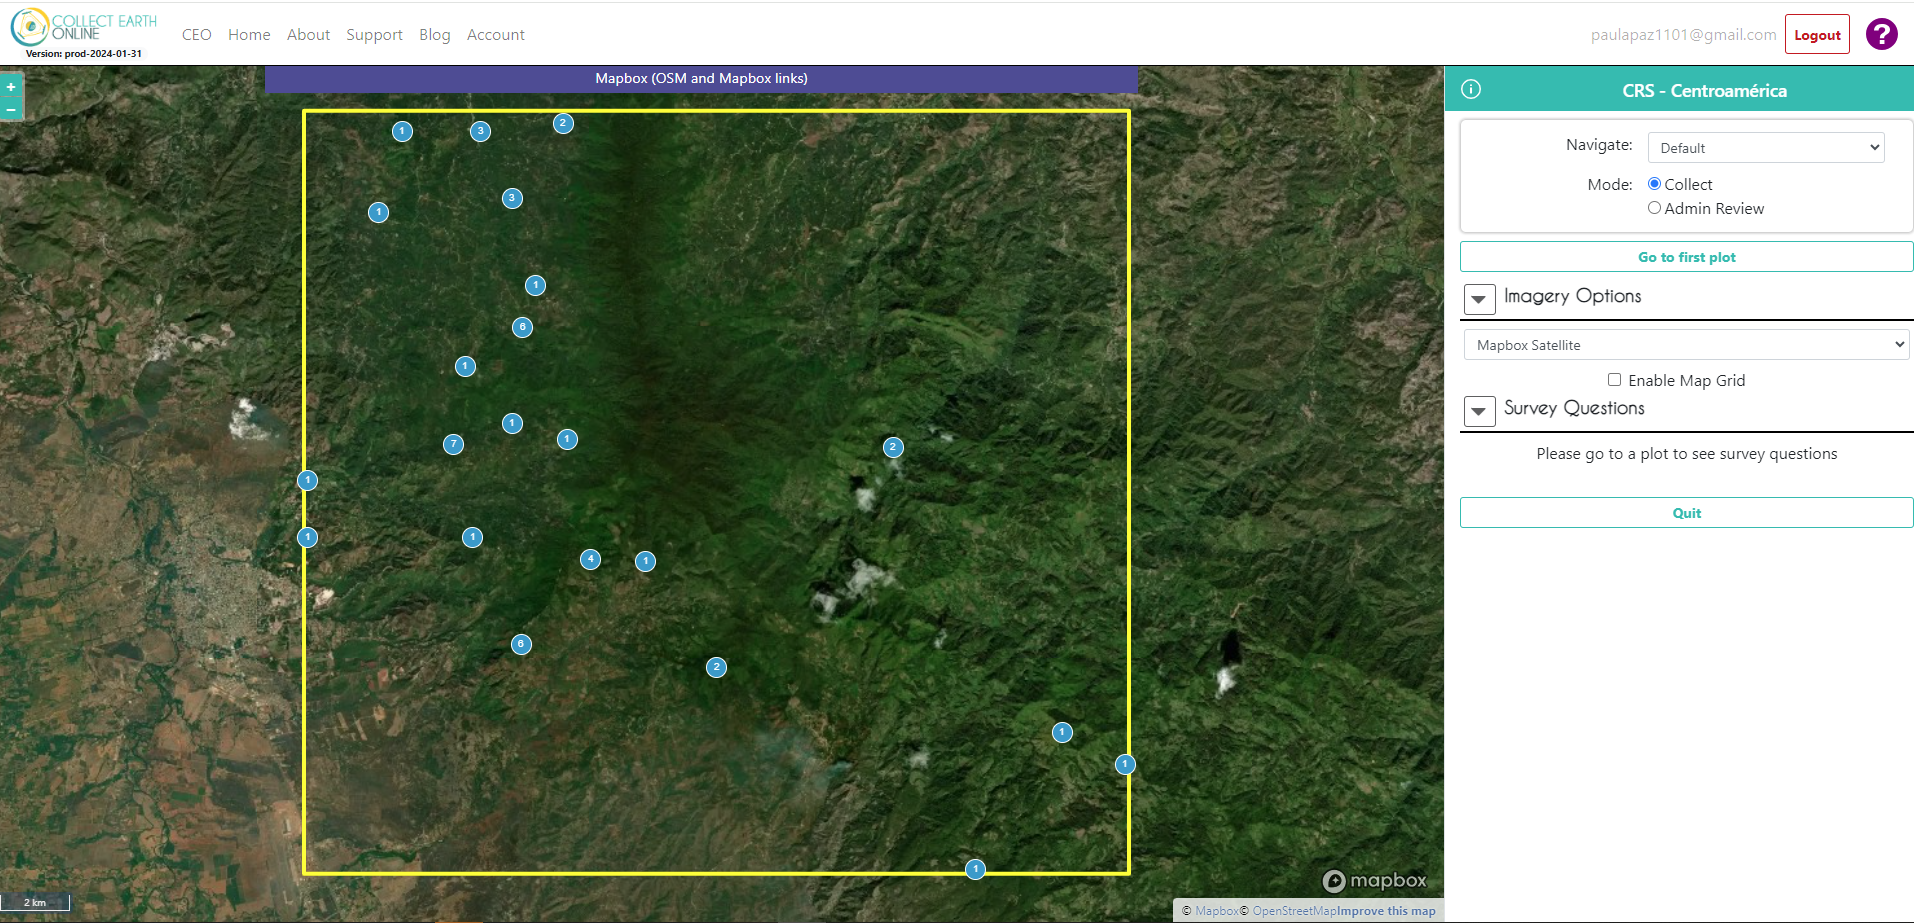 COLLECT EARTH
ONLINE
Version: prod-2024-01-31
CEO Home About Support Blog Account
paulapaz1101@gmail.com
Logout
?
+
−
Mapbox (OSM and Mapbox links)
1
3
2
3
1
1
6
1
1
1
7
2
1
1
1
4
1
6
2
1
1
1
2 km
mapbox
© Mapbox© OpenStreetMapImprove this map
CRS - Centroamérica
Navigate: Default
Mode: Collect
Admin Review
Go to first plot
Imagery Options
Mapbox Satellite
Enable Map Grid
Survey Questions
Please go to a plot to see survey questions
Quit